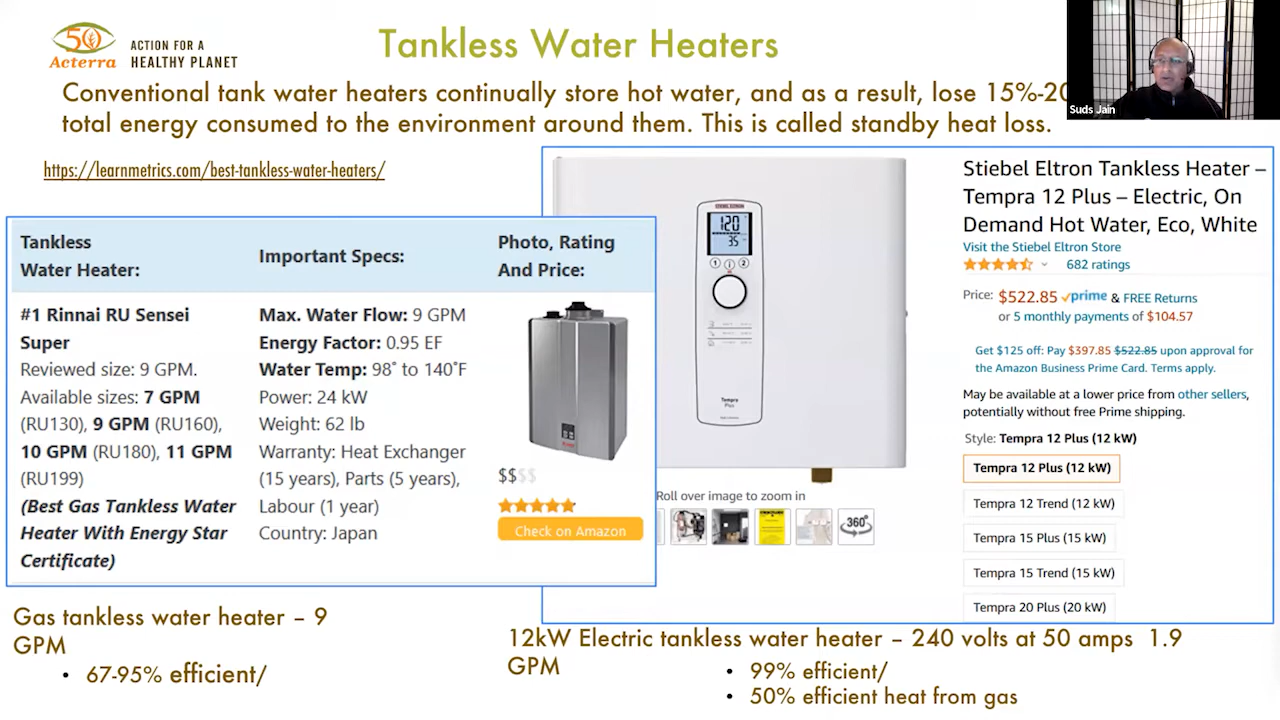 50
Acterra
ACTION FOR A
HEALTHY PLANET
Tankless Water Heaters
Suds Jain
Conventional tank water heaters continually store hot water, and as a result, lose 15%-20
total energy consumed to the environment around them. This is called standby heat loss.
https://learnmetrics.com/best-tankless-water-heaters/
Tankless
Water Heater:
Important Specs:
Photo, Rating
And Price:
#1 Rinnai RU Sensei
Super
Reviewed size: 9 GPM.
Available sizes: 7 GPM
(RU130), 9 GPM (RU160),
10 GPM (RU180), 11 GPM
(RU199)
(Best Gas Tankless Water
Heater With Energy Star
Certificate)
Max. Water Flow: 9 GPM
Energy Factor: 0.95 EF
Water Temp: 98˚ to 140˚F
Power: 24 kW
Weight: 62 lb
Warranty: Heat Exchanger
(15 years), Parts (5 years),
Labour (1 year)
Country: Japan
$$$$
Check on Amazon
STIEBEL ELTRON
120
35
1 i 2
Tempra
Plus
Roll over image to zoom in
360°
Stiebel Eltron Tankless Heater –
Tempra 12 Plus – Electric, On
Demand Hot Water, Eco, White
Visit the Stiebel Eltron Store
682 ratings
Price: $522.85 prime & FREE Returns
or 5 monthly payments of $104.57
Get $125 off: Pay $397.85 $522.85 upon approval for
the Amazon Business Prime Card. Terms apply.
May be available at a lower price from other sellers,
potentially without free Prime shipping.
Style: Tempra 12 Plus (12 kW)
Tempra 12 Plus (12 kW)
Tempra 12 Trend (12 kW)
Tempra 15 Plus (15 kW)
Tempra 15 Trend (15 kW)
Tempra 20 Plus (20 kW)
Gas tankless water heater – 9
GPM
• 67-95% efficient/
12kW Electric tankless water heater – 240 volts at 50 amps 1.9
GPM
• 99% efficient/
• 50% efficient heat from gas